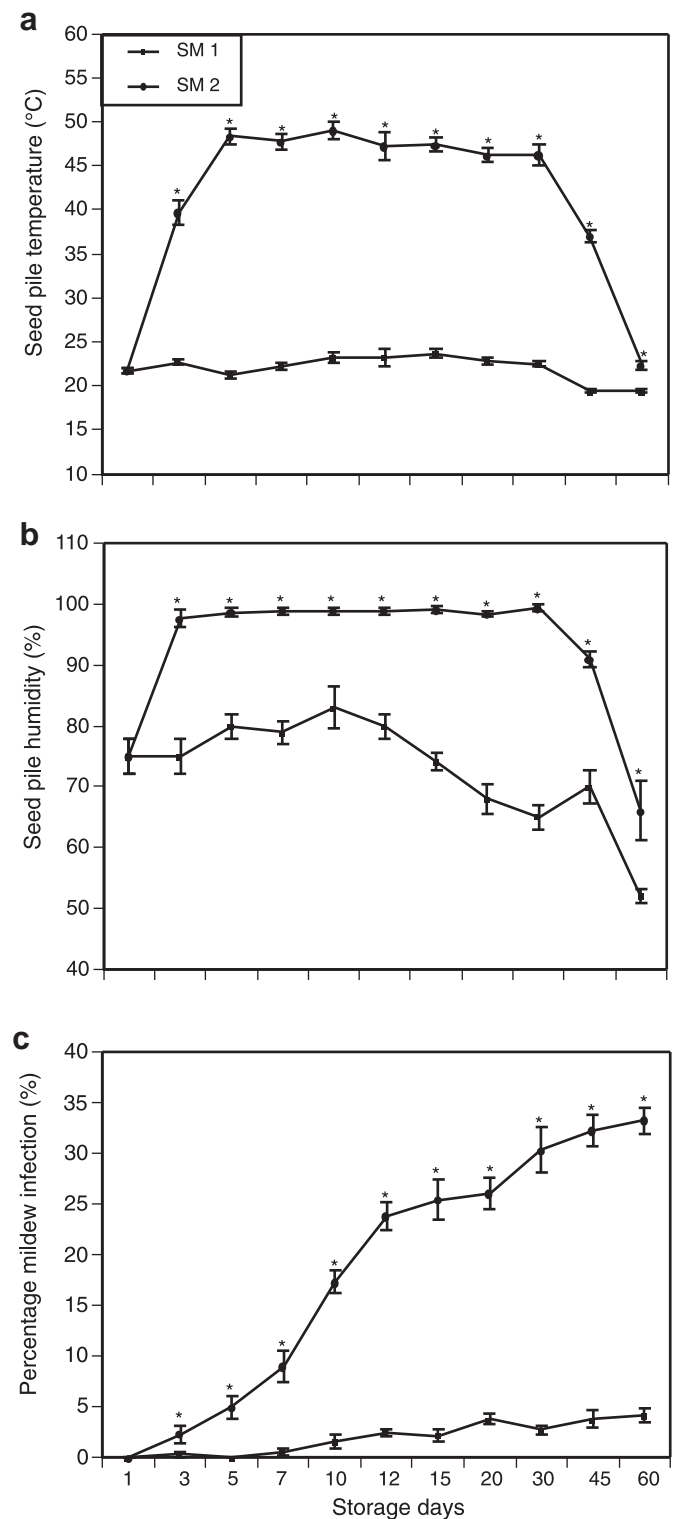 a
60
55
50
45
40
35
30
25
20
15
10
Seed pile temperature (°C)
SM 1
SM 2
* * * * * * * * * *
b
110
100
90
80
70
60
50
40
Seed pile humidity (%)
* * * * * * * * * *
c
40
35
30
25
20
15
10
5
0
Percentage mildew infection (%)
* * * * * * * * * *
1 3 5 7 10 12 15 20 30 45 60
Storage days